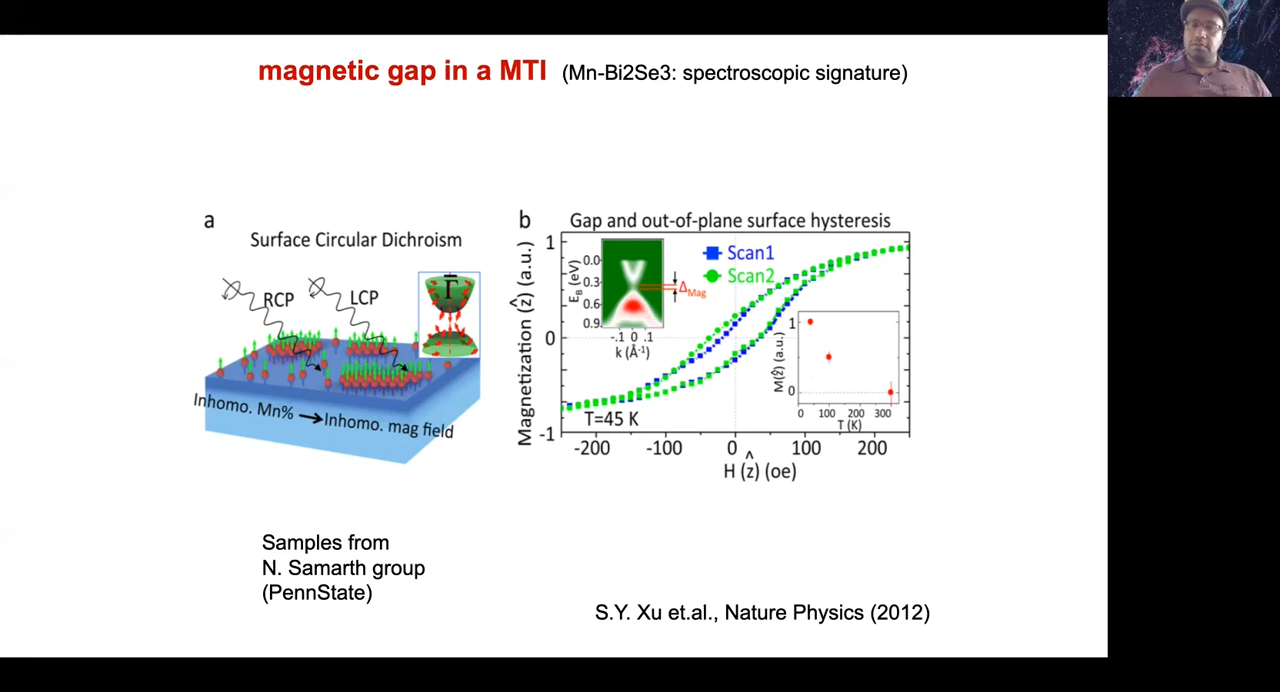 magnetic gap in a MTI (Mn-Bi2Se3: spectroscopic signature)
a
Surface Circular Dichroism
RCP
LCP
Γ̄
Inhomo. Mn% → Inhomo. mag field
b
Gap and out-of-plane surface hysteresis
Magnetization (ẑ) (a.u.)
1
0
-1
Scan1
Scan2
E_B (eV)
0.0
0.3
0.6
0.9
Δ_Mag
-.1 0 .1
k (Å⁻¹)
M(ẑ) (a.u.)
1
0
0 100 200 300
T (K)
T=45 K
-200 -100 0 100 200
H (ẑ) (oe)
Samples from
N. Samarth group
(PennState)
S.Y. Xu et.al., Nature Physics (2012)